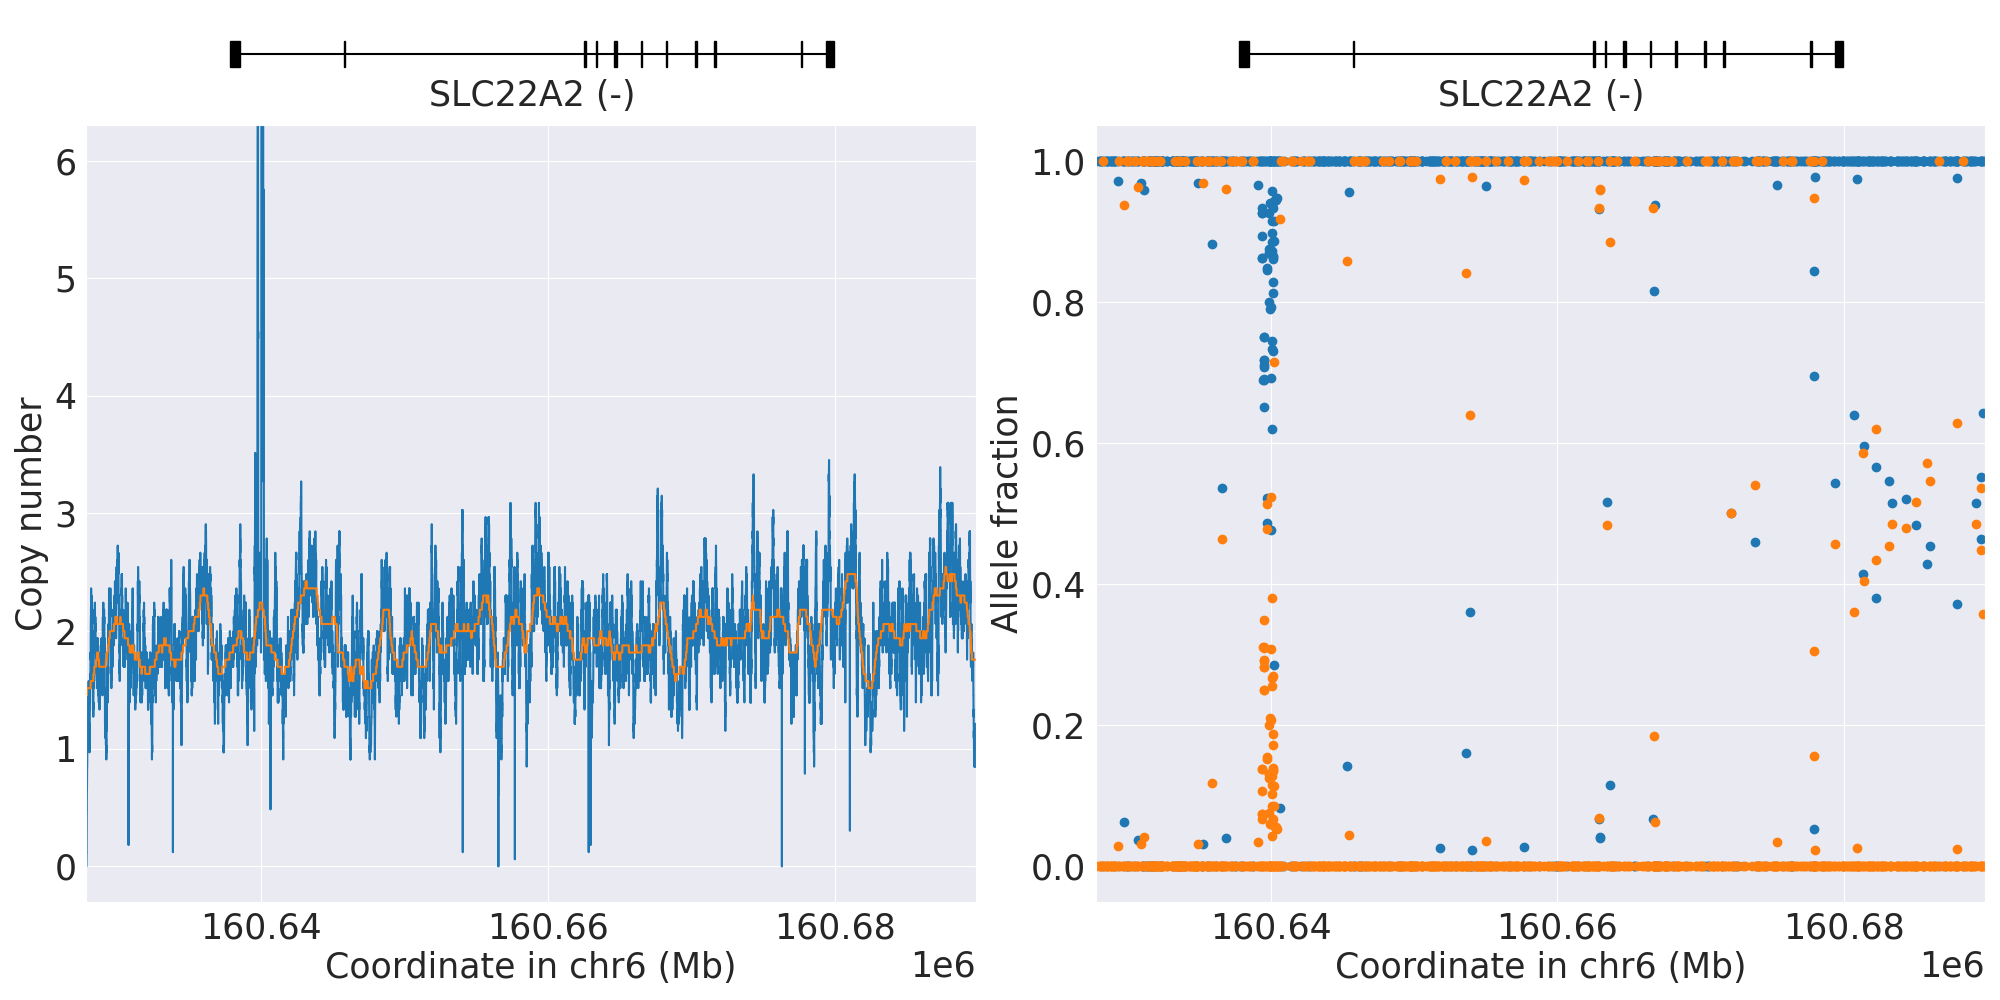 SLC22A2 (-)
6
5
4
3
2
1
0
Copy number
160.64
160.66
160.68
Coordinate in chr6 (Mb)
1e6
SLC22A2 (-)
1.0
0.8
0.6
0.4
0.2
0.0
Allele fraction
160.64
160.66
160.68
Coordinate in chr6 (Mb)
1e6